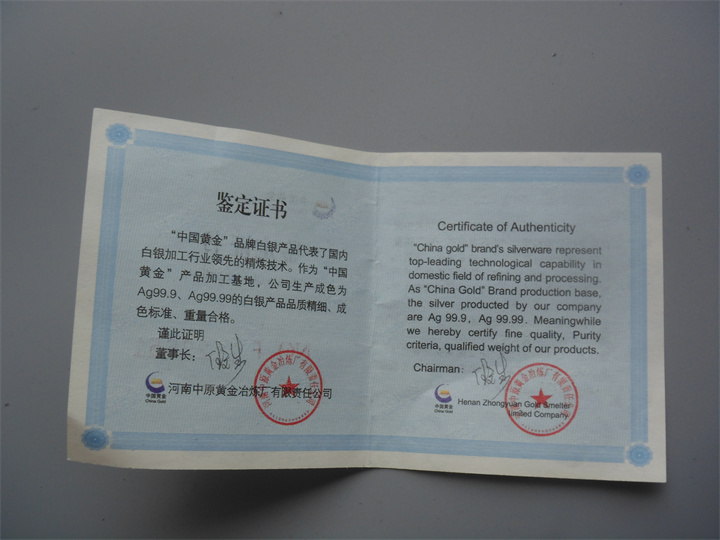 鉴定证书
“中国黄金”品牌白银产品代表了国内
白银加工行业领先的精炼技术。作为“中国
黄金”产品加工基地，公司生产成色为
Ag99.9、Ag99.99的白银产品品质精细、成
色标准、重量合格。
谨此证明
董事长：
中国黄金
China Gold
河南中原黄金冶炼厂有限责任公司
Certificate of Authenticity
“China gold” brand’s silverware represent
top-leading technological capability in
domestic field of refining and processing.
As “China Gold” Brand production base,
the silver producted by our company
are Ag 99.9, Ag 99.99. Meaningwhile
we hereby certify fine quality, Purity
criteria, qualified weight of our products.
Chairman:
中国黄金
China Gold
Henan Zhongyuan Gold Smelter
limited Company